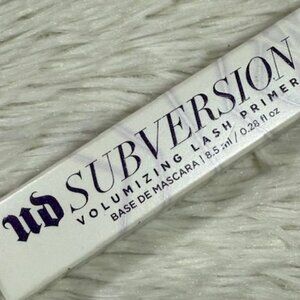 UD SUBVERSION
VOLUMIZING LASH PRIMER
BASE DE MASCARA | 8.5 ml / 0.28 fl oz